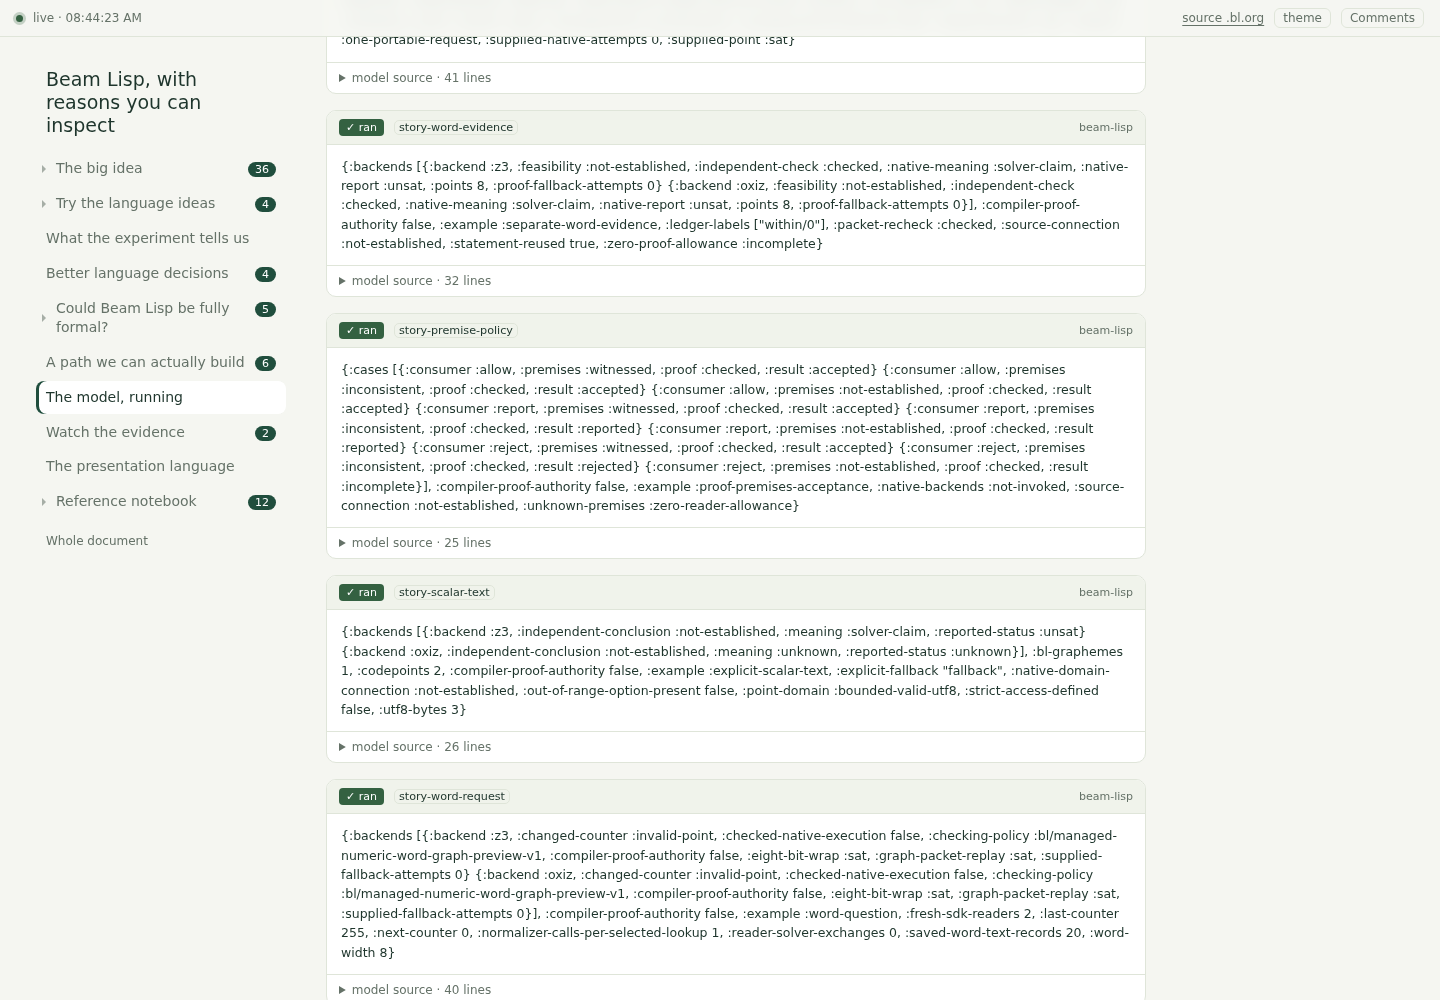 live · 08:44:23 AM
source .bl.org
theme
Comments
Beam Lisp, with
reasons you can
inspect
The big idea
36
Try the language ideas
4
What the experiment tells us
Better language decisions
4
Could Beam Lisp be fully
formal?
5
A path we can actually build
6
The model, running
Watch the evidence
2
The presentation language
Reference notebook
12
Whole document
:one-portable-request, :supplied-native-attempts 0, :supplied-point :sat}
model source · 41 lines
✓ ran
story-word-evidence
beam-lisp
{:backends [{:backend :z3, :feasibility :not-established, :independent-check :checked, :native-meaning :solver-claim, :native-
report :unsat, :points 8, :proof-fallback-attempts 0} {:backend :oxiz, :feasibility :not-established, :independent-check
:checked, :native-meaning :solver-claim, :native-report :unsat, :points 8, :proof-fallback-attempts 0}], :compiler-proof-
authority false, :example :separate-word-evidence, :ledger-labels ["within/0"], :packet-recheck :checked, :source-connection
:not-established, :statement-reused true, :zero-proof-allowance :incomplete}
model source · 32 lines
✓ ran
story-premise-policy
beam-lisp
{:cases [{:consumer :allow, :premises :witnessed, :proof :checked, :result :accepted} {:consumer :allow, :premises
:inconsistent, :proof :checked, :result :accepted} {:consumer :allow, :premises :not-established, :proof :checked, :result
:accepted} {:consumer :report, :premises :witnessed, :proof :checked, :result :accepted} {:consumer :report, :premises
:inconsistent, :proof :checked, :result :reported} {:consumer :report, :premises :not-established, :proof :checked, :result
:reported} {:consumer :reject, :premises :witnessed, :proof :checked, :result :accepted} {:consumer :reject, :premises
:inconsistent, :proof :checked, :result :rejected} {:consumer :reject, :premises :not-established, :proof :checked, :result
:incomplete}], :compiler-proof-authority false, :example :proof-premises-acceptance, :native-backends :not-invoked, :source-
connection :not-established, :unknown-premises :zero-reader-allowance}
model source · 25 lines
✓ ran
story-scalar-text
beam-lisp
{:backends [{:backend :z3, :independent-conclusion :not-established, :meaning :solver-claim, :reported-status :unsat}
{:backend :oxiz, :independent-conclusion :not-established, :meaning :unknown, :reported-status :unknown}], :bl-graphemes
1, :codepoints 2, :compiler-proof-authority false, :example :explicit-scalar-text, :explicit-fallback "fallback", :native-domain-
connection :not-established, :out-of-range-option-present false, :point-domain :bounded-valid-utf8, :strict-access-defined
false, :utf8-bytes 3}
model source · 26 lines
✓ ran
story-word-request
beam-lisp
{:backends [{:backend :z3, :changed-counter :invalid-point, :checked-native-execution false, :checking-policy :bl/managed-
numeric-word-graph-preview-v1, :compiler-proof-authority false, :eight-bit-wrap :sat, :graph-packet-replay :sat, :supplied-
fallback-attempts 0} {:backend :oxiz, :changed-counter :invalid-point, :checked-native-execution false, :checking-policy
:bl/managed-numeric-word-graph-preview-v1, :compiler-proof-authority false, :eight-bit-wrap :sat, :graph-packet-replay :sat,
:supplied-fallback-attempts 0}], :compiler-proof-authority false, :example :word-question, :fresh-sdk-readers 2, :last-counter
255, :next-counter 0, :normalizer-calls-per-selected-lookup 1, :reader-solver-exchanges 0, :saved-word-text-records 20, :word-
width 8}
model source · 40 lines